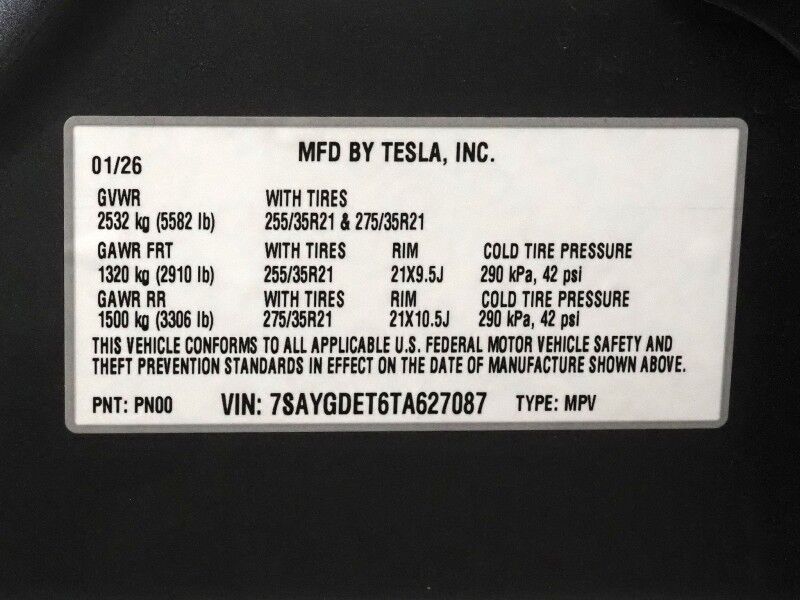 01/26 MFD BY TESLA, INC.
GVWR WITH TIRES
2532 kg (5582 lb) 255/35R21 & 275/35R21
GAWR FRT WITH TIRES RIM COLD TIRE PRESSURE
1320 kg (2910 lb) 255/35R21 21X9.5J 290 kPa, 42 psi
GAWR RR WITH TIRES RIM COLD TIRE PRESSURE
1500 kg (3306 lb) 275/35R21 21X10.5J 290 kPa, 42 psi
THIS VEHICLE CONFORMS TO ALL APPLICABLE U.S. FEDERAL MOTOR VEHICLE SAFETY AND
THEFT PREVENTION STANDARDS IN EFFECT ON THE DATE OF MANUFACTURE SHOWN ABOVE.
PNT: PN00 VIN: 7SAYGDET6TA627087 TYPE: MPV